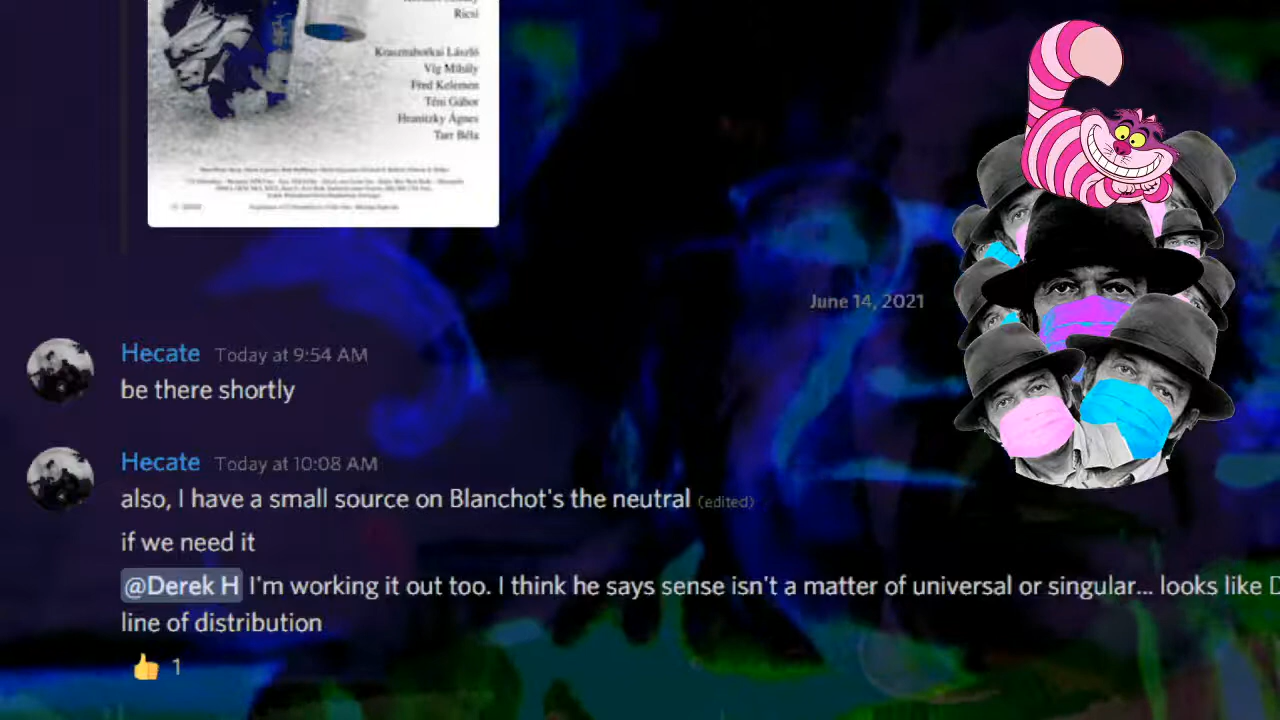 Ricsi
Krasznahorkai László
Víg Mihály
Fred Kelemen
Téni Gábor
Hranitzky Ágnes
Tarr Béla
June 14, 2021
Hecate Today at 9:54 AM
be there shortly
Hecate Today at 10:08 AM
also, I have a small source on Blanchot's the neutral (edited)
if we need it
@Derek H I'm working it out too. I think he says sense isn't a matter of universal or singular... looks like D
line of distribution
1